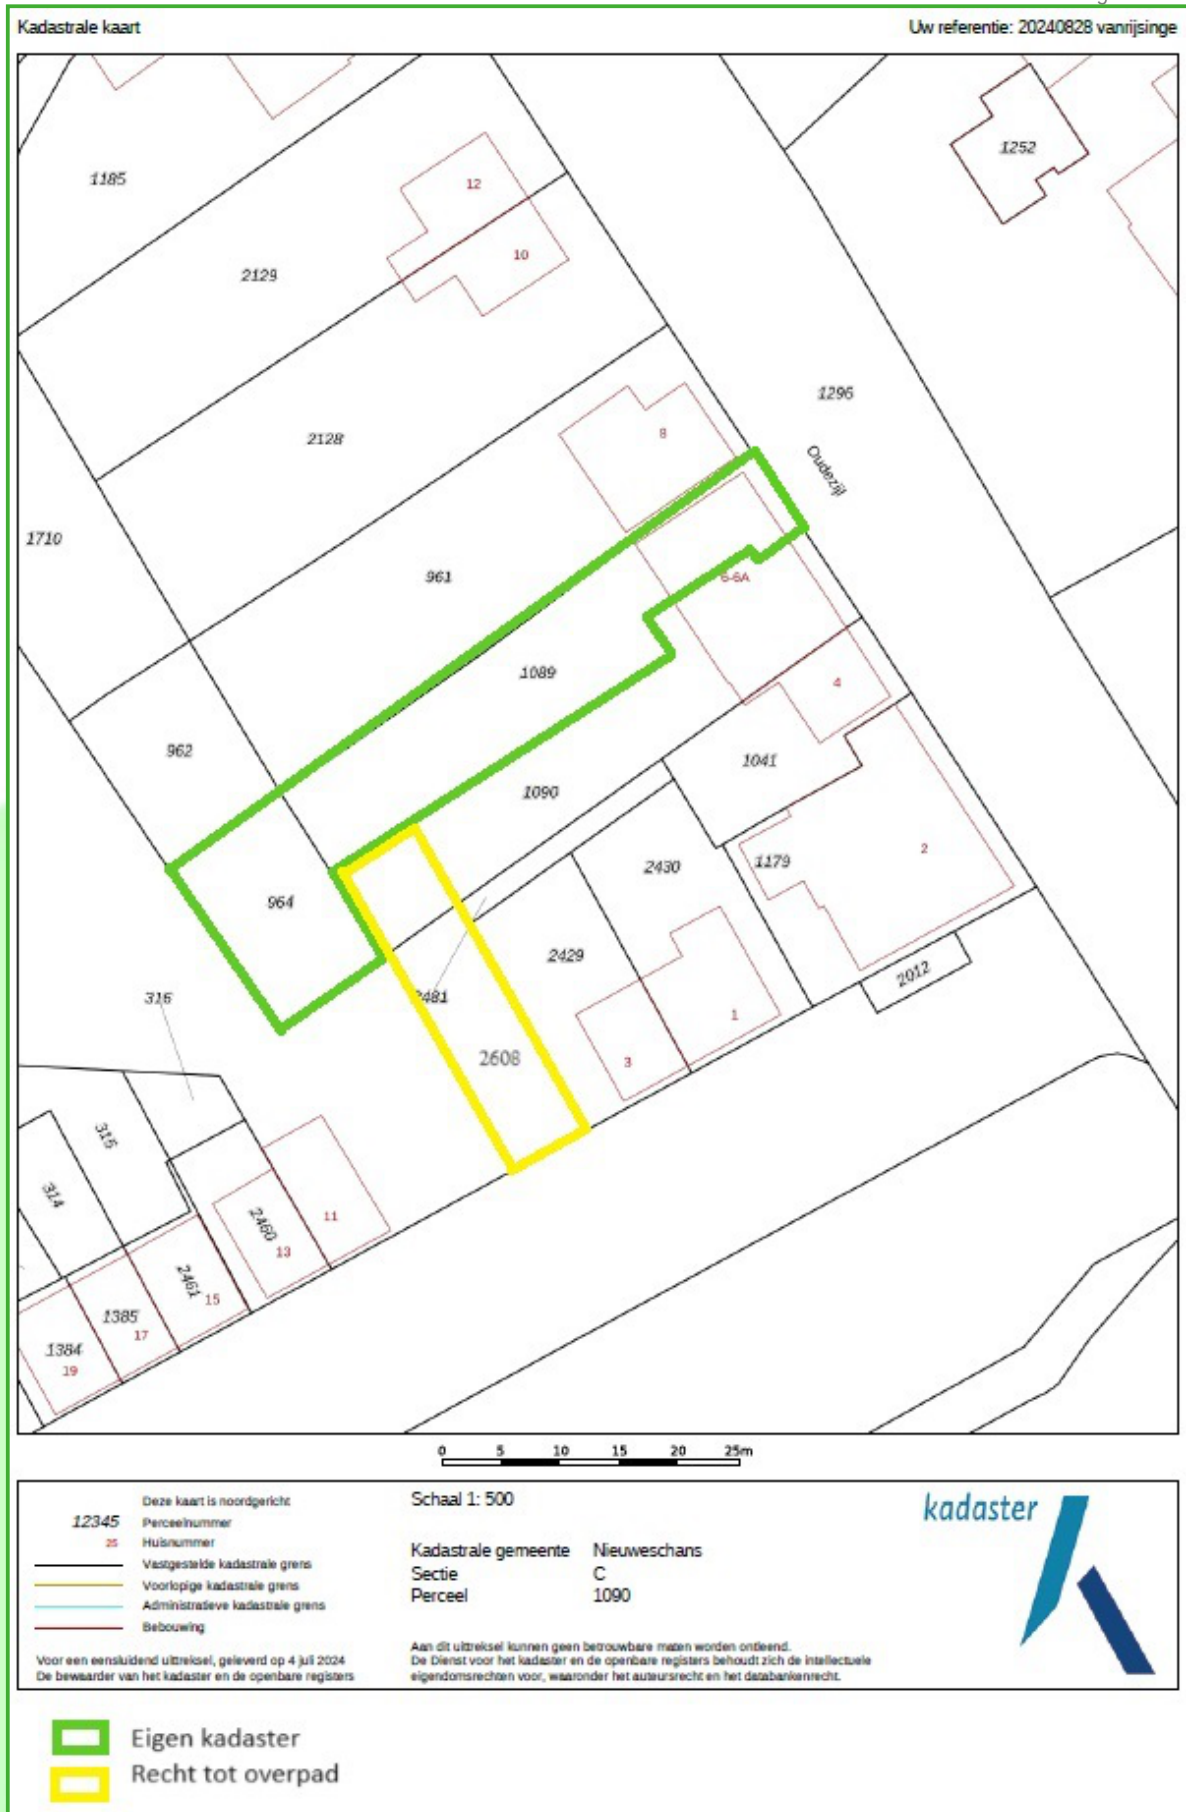 Kadastrale kaart
Uw referentie: 20240828 vanrijsinge
1185
12
1252
2129
10
2128
8
1296
Oudezijl
1710
961
6-6A
1089
4
962
1041
1090
2
1179
2430
964
2429
2012
316
2481
1
2608
3
315
314
2460
11
13
2461
15
1385
17
1384
19
0 5 10 15 20 25m
Deze kaart is noordgericht
12345 Perceelnummer
25 Huisnummer
Vastgestelde kadastrale grens
Voorlopige kadastrale grens
Administratieve kadastrale grens
Bebouwing
Voor een eensluidend uittreksel, geleverd op 4 juli 2024
De bewaarder van het kadaster en de openbare registers
Schaal 1: 500
Kadastrale gemeente Nieuweschans
Sectie C
Perceel 1090
Aan dit uittreksel kunnen geen betrouwbare maten worden ontleend.
De Dienst voor het kadaster en de openbare registers behoudt zich de intellectuele
eigendomsrechten voor, waaronder het auteursrecht en het databankenrecht.
kadaster
Eigen kadaster
Recht tot overpad